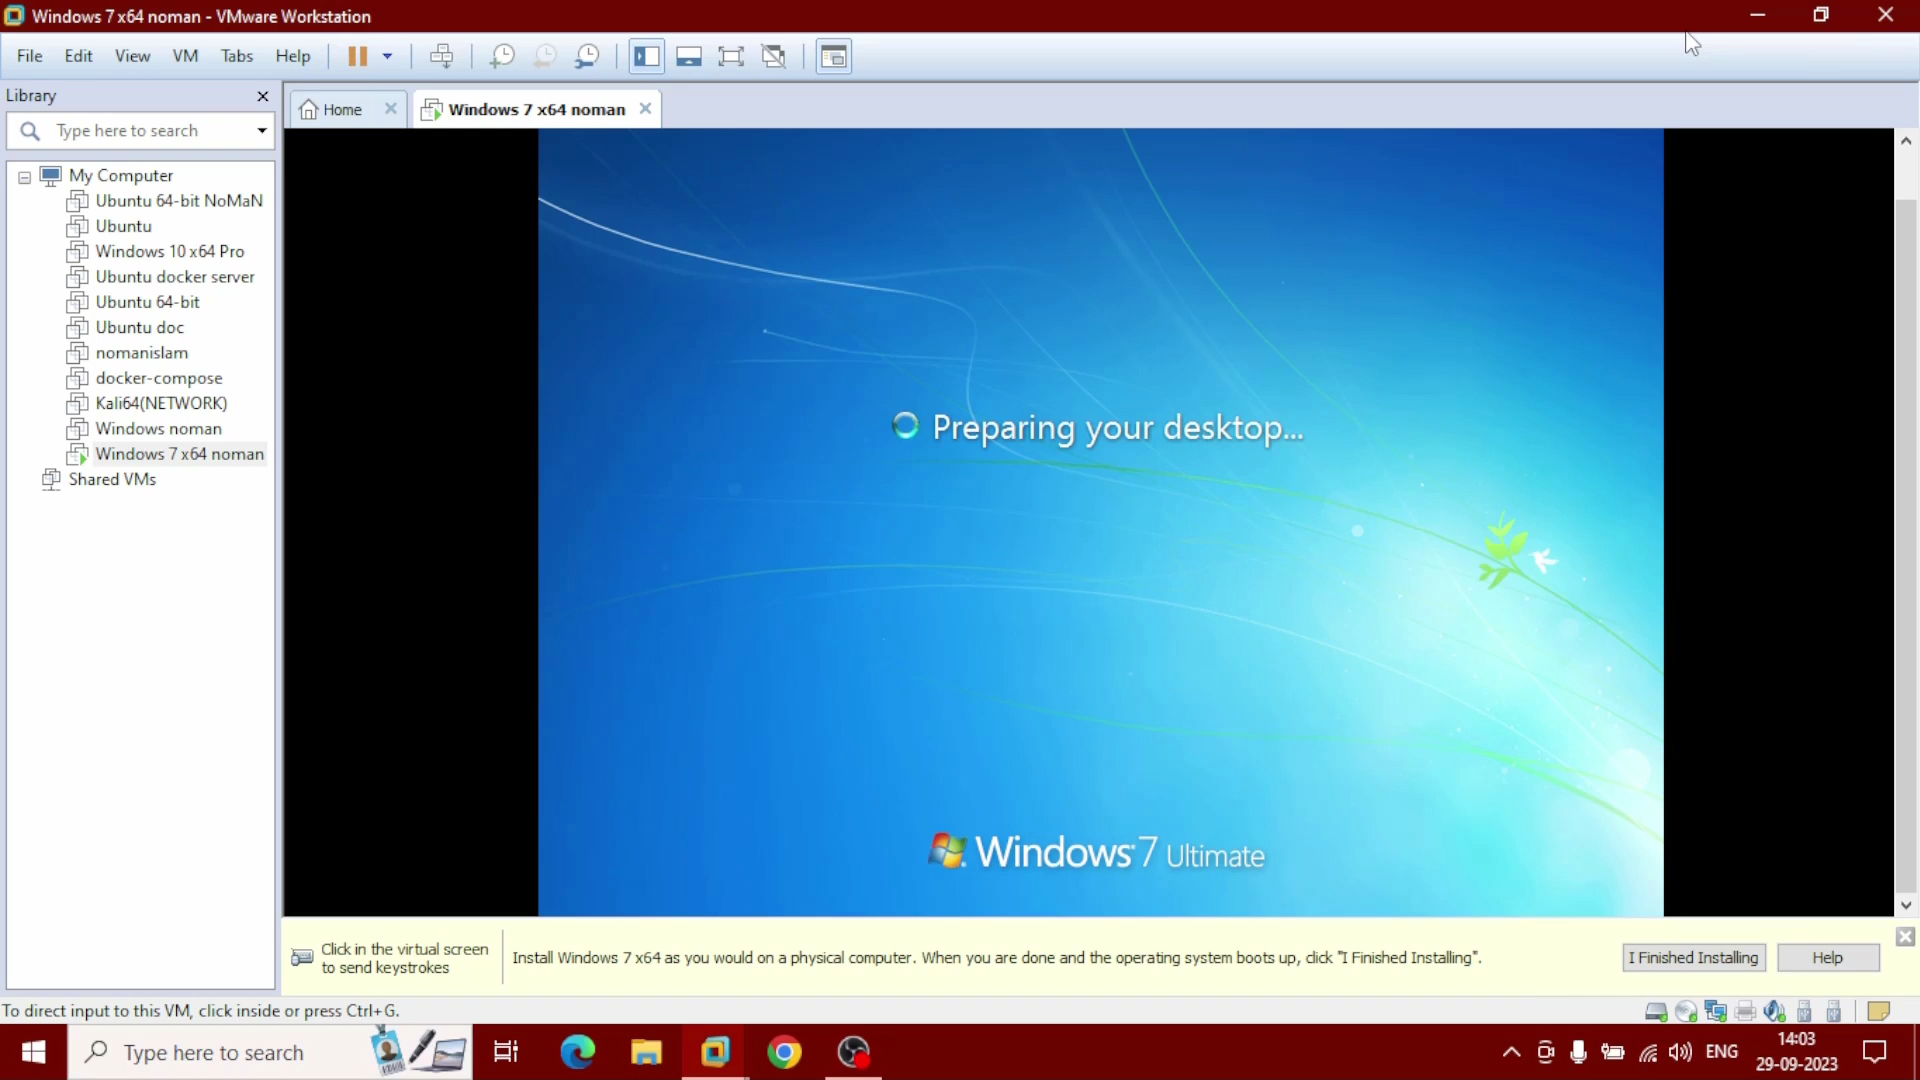 Windows 7 x64 noman - VMware Workstation
File Edit View VM Tabs Help
Library
Type here to search
My Computer
Ubuntu 64-bit NoMaN
Ubuntu
Windows 10 x64 Pro
Ubuntu docker server
Ubuntu 64-bit
Ubuntu doc
nomanislam
docker-compose
Kali64(NETWORK)
Windows noman
Windows 7 x64 noman
Shared VMs
Home
Windows 7 x64 noman
Preparing your desktop...
Windows 7 Ultimate
Click in the virtual screen
to send keystrokes
Install Windows 7 x64 as you would on a physical computer. When you are done and the operating system boots up, click "I Finished Installing".
I Finished Installing
Help
To direct input to this VM, click inside or press Ctrl+G.
Type here to search
ENG
14:03
29-09-2023